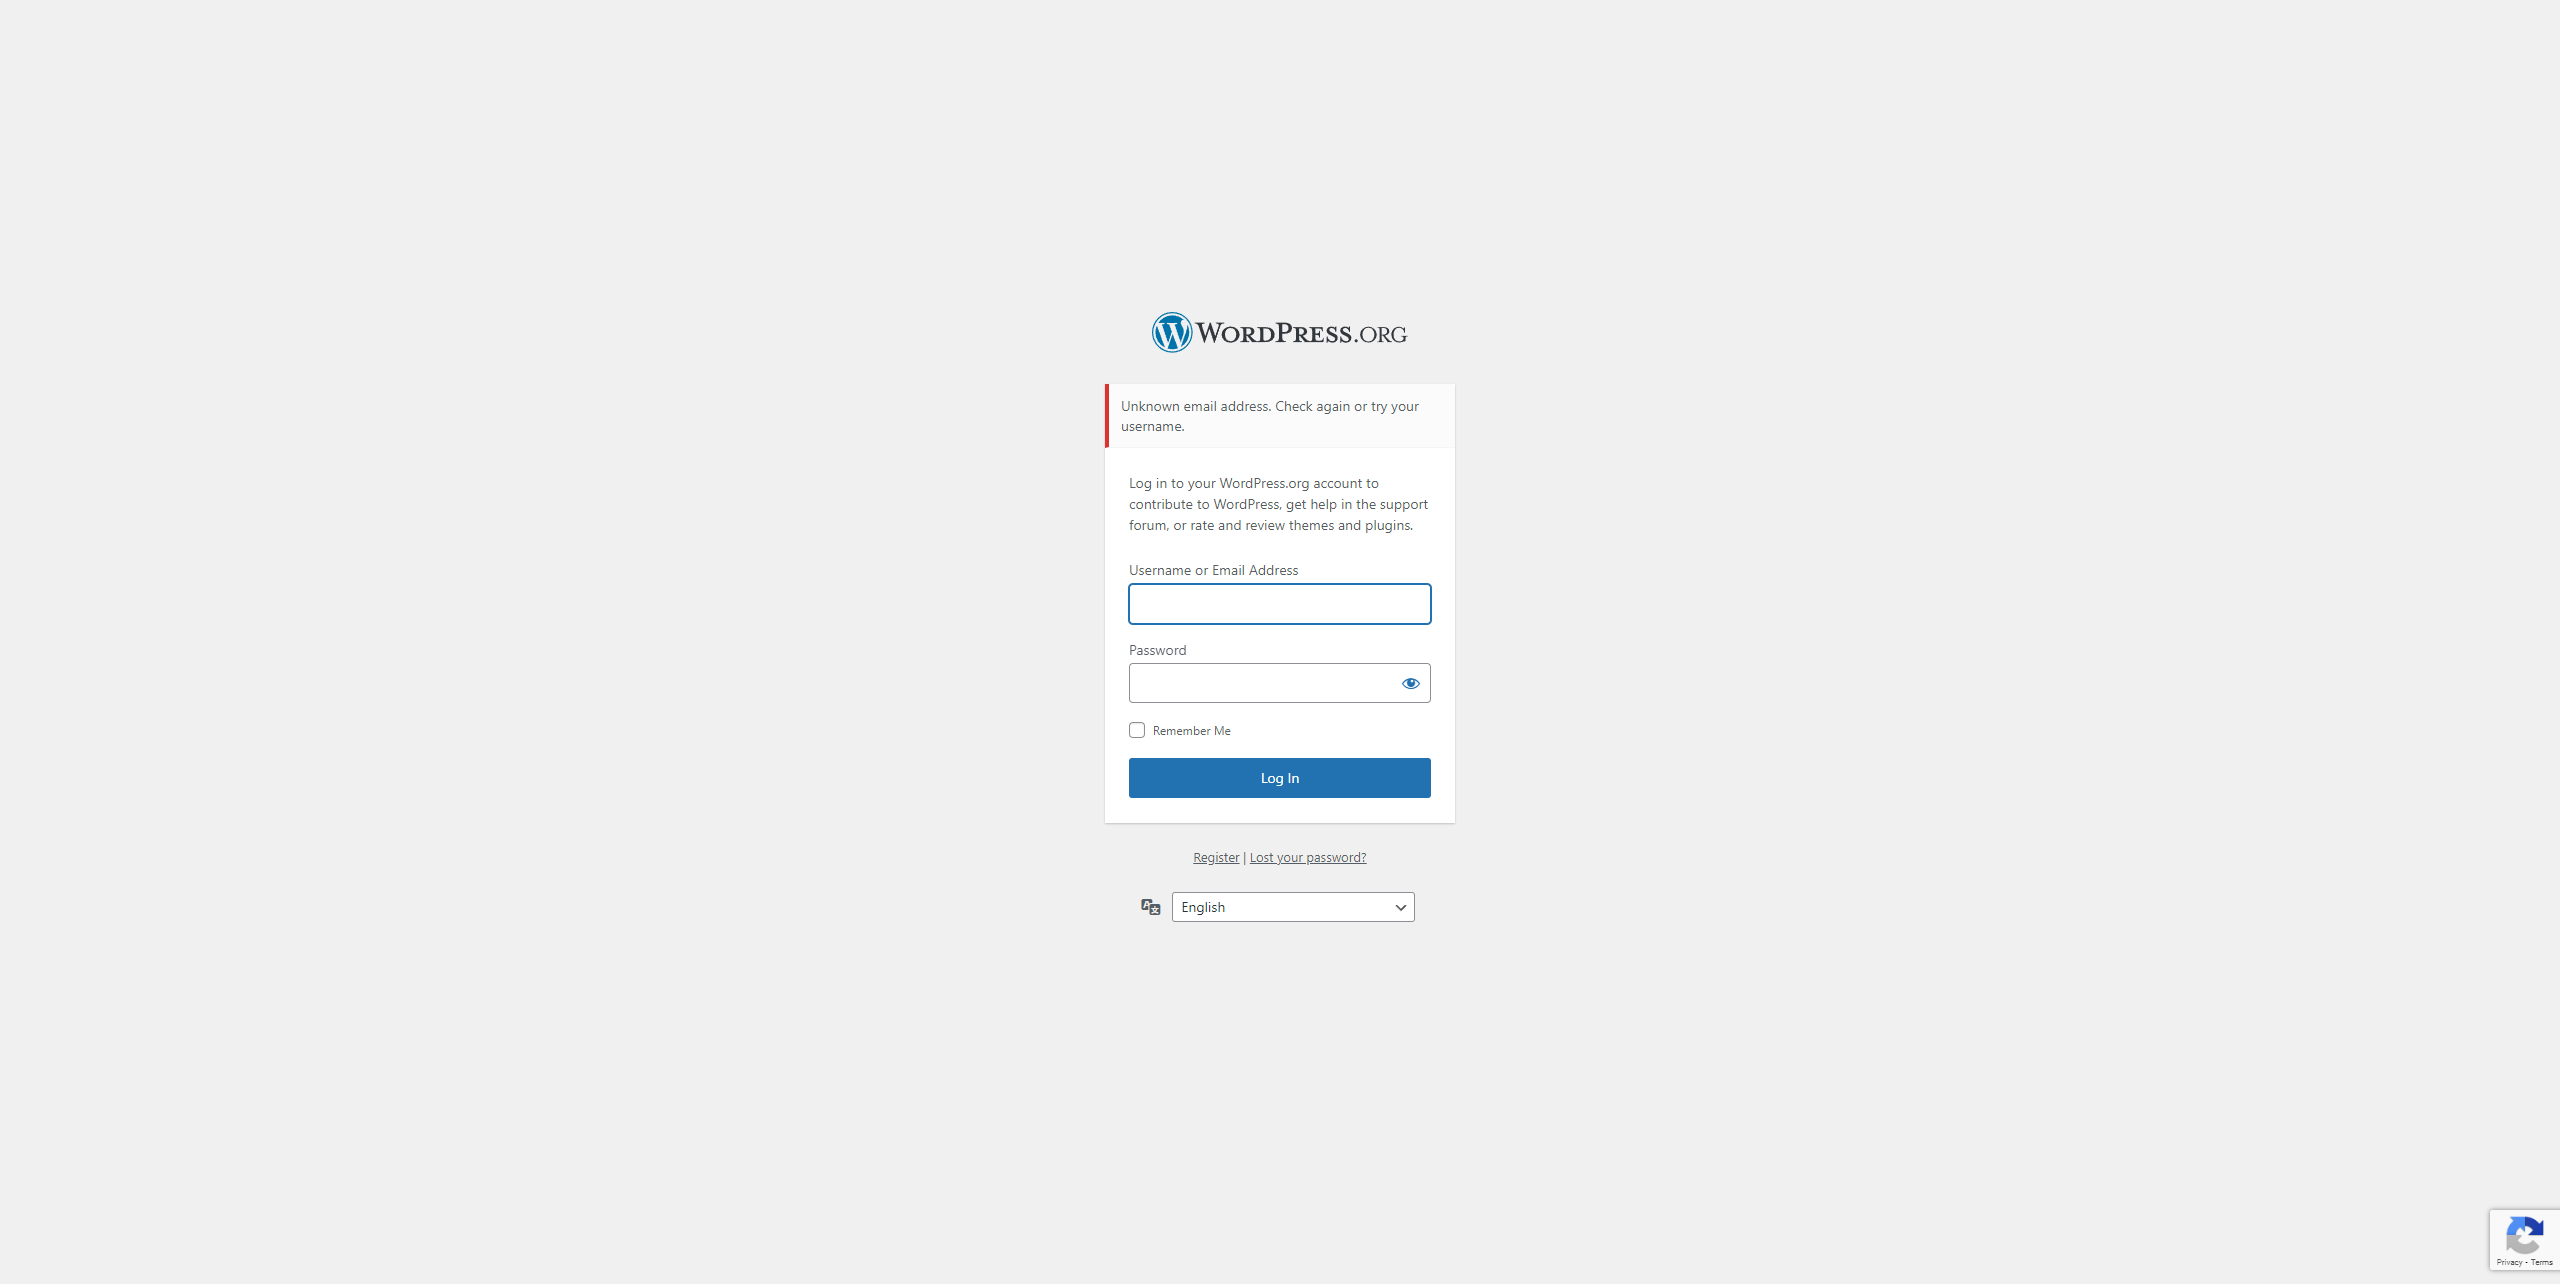 WORDPRESS.ORG
Unknown email address. Check again or try your
username.
Log in to your WordPress.org account to
contribute to WordPress, get help in the support
forum, or rate and review themes and plugins.
Username or Email Address
Password
Remember Me
Log In
Register | Lost your password?
English
Privacy - Terms